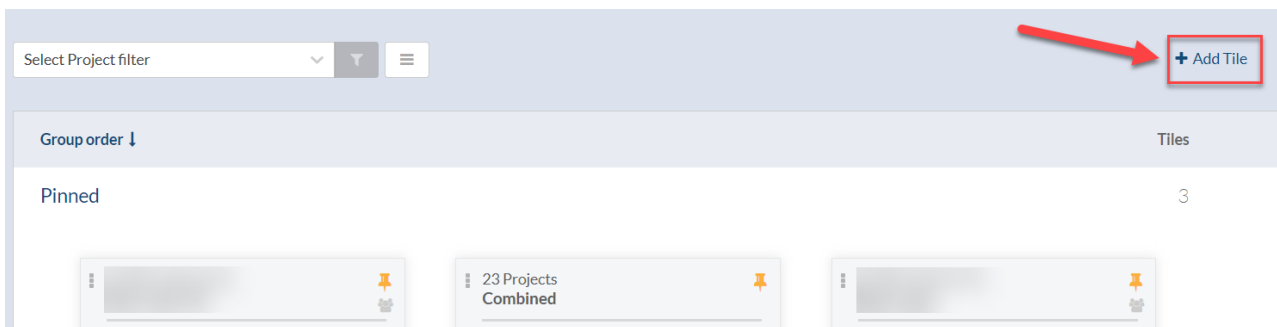 Select Project filter
+ Add Tile
Group order ↓
Tiles
Pinned
3
23 Projects
Combined